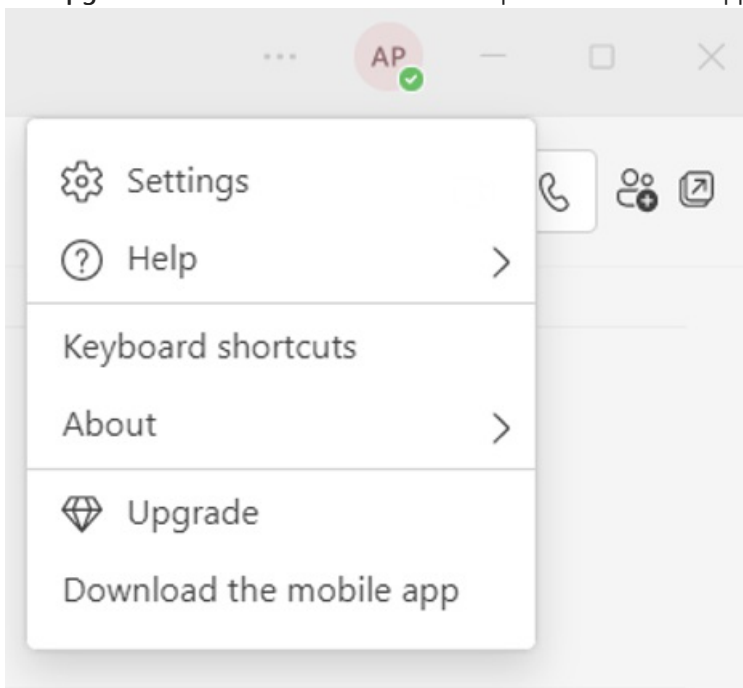 AP
Settings
Help
Keyboard shortcuts
About
Upgrade
Download the mobile app